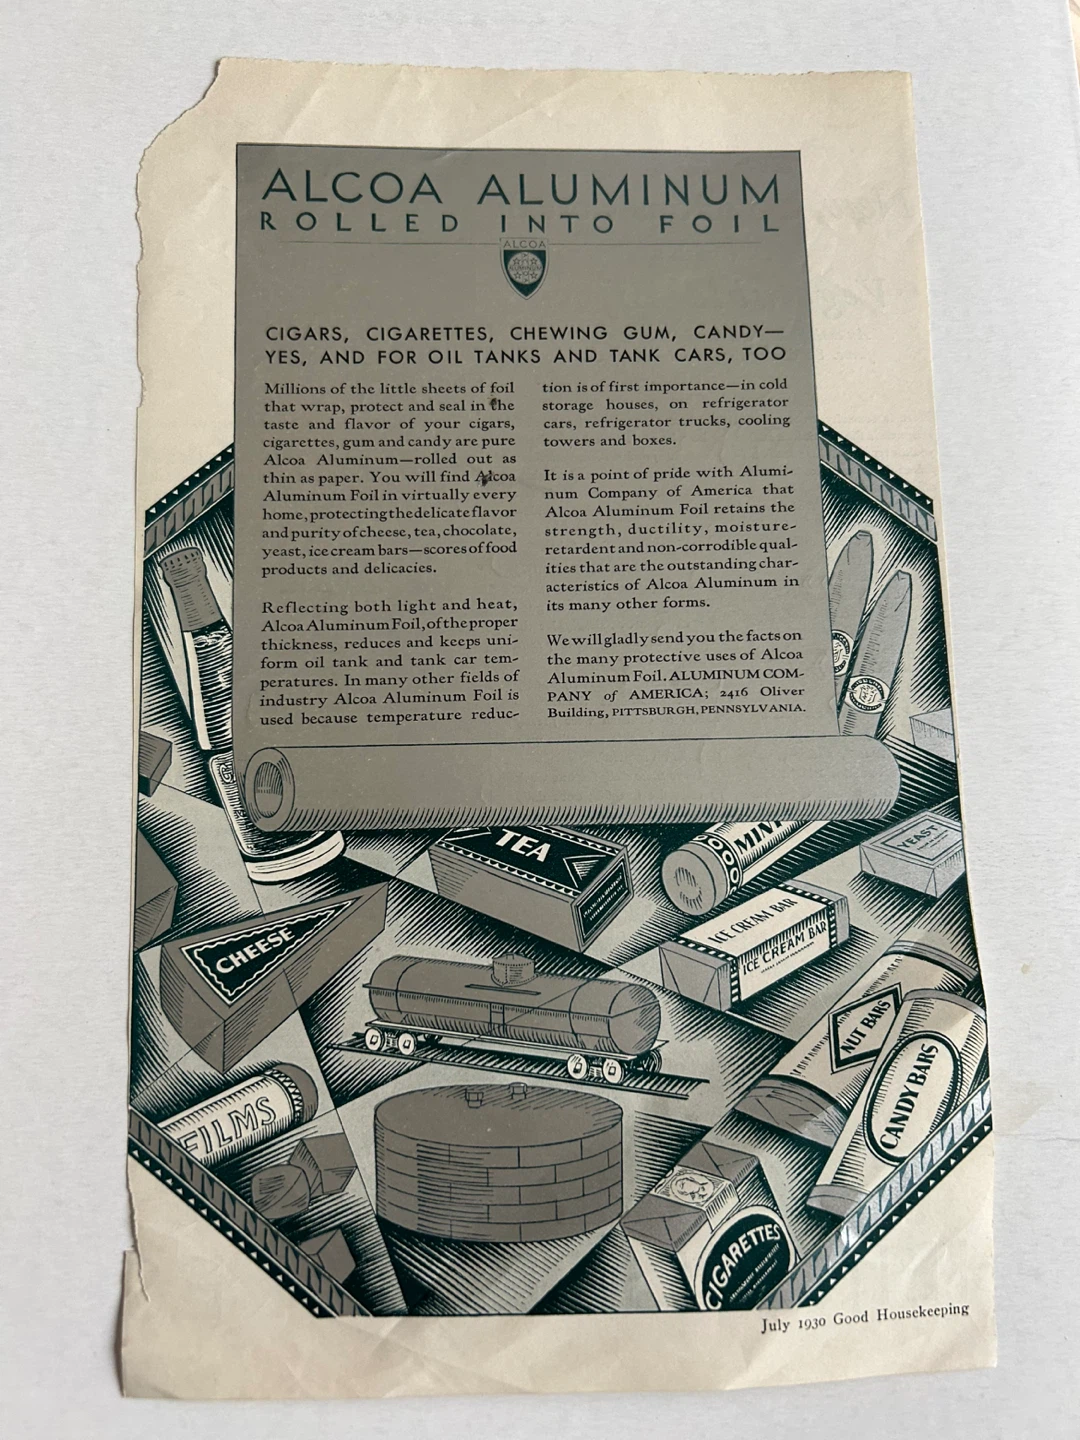 ALCOA ALUMINUM
ROLLED INTO FOIL
ALCOA
CIGARS, CIGARETTES, CHEWING GUM, CANDY—
YES, AND FOR OIL TANKS AND TANK CARS, TOO
Millions of the little sheets of foil
that wrap, protect and seal in the
taste and flavor of your cigars,
cigarettes, gum and candy are pure
Alcoa Aluminum—rolled out as
thin as paper. You will find Alcoa
Aluminum Foil in virtually every
home, protecting the delicate flavor
and purity of cheese, tea, chocolate,
yeast, ice cream bars—scores of food
products and delicacies.
Reflecting both light and heat,
Alcoa Aluminum Foil, of the proper
thickness, reduces and keeps uni-
form oil tank and tank car tem-
peratures. In many other fields of
industry Alcoa Aluminum Foil is
used because temperature reduc-
tion is of first importance—in cold
storage houses, on refrigerator
cars, refrigerator trucks, cooling
towers and boxes.
It is a point of pride with Alumi-
num Company of America that
Alcoa Aluminum Foil retains the
strength, ductility, moisture-
retardent and non-corrodible qual-
ities that are the outstanding char-
acteristics of Alcoa Aluminum in
its many other forms.
We will gladly send you the facts on
the many protective uses of Alcoa
Aluminum Foil. ALUMINUM COM-
PANY of AMERICA; 2416 Oliver
Building, PITTSBURGH, PENNSYLVANIA.
TEA
MINT
YEAST
CHEESE
ICE CREAM BAR
ICE CREAM BAR
NUT BARS
CANDY BARS
FILMS
CIGARETTES
July 1930 Good Housekeeping